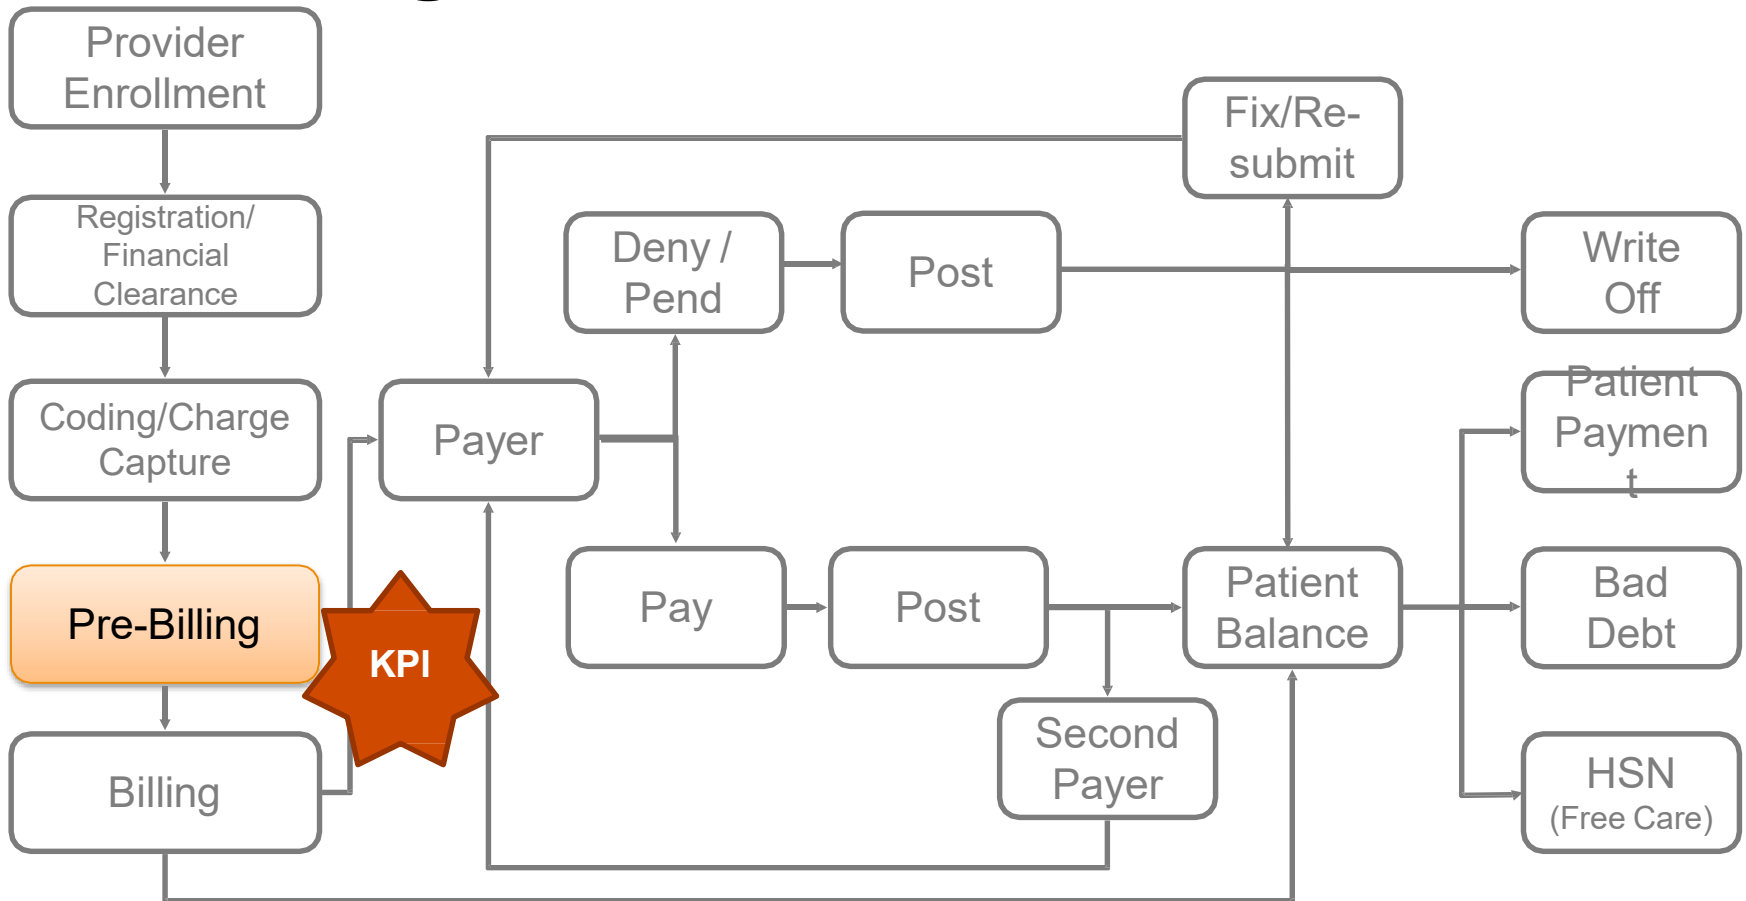 Provider
Enrollment
Registration/
Financial
Clearance
Coding/Charge
Capture
Pre-Billing
Billing
KPI
Payer
Deny /
Pend
Post
Pay
Post
Fix/Re-
submit
Patient
Balance
Second
Payer
Write
Off
Patient
Paymen
t
Bad
Debt
HSN
(Free Care)